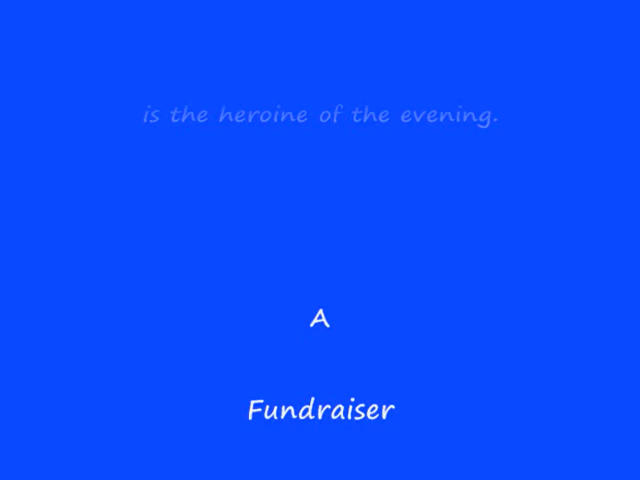 is the heroine of the evening.
A
Fundraiser